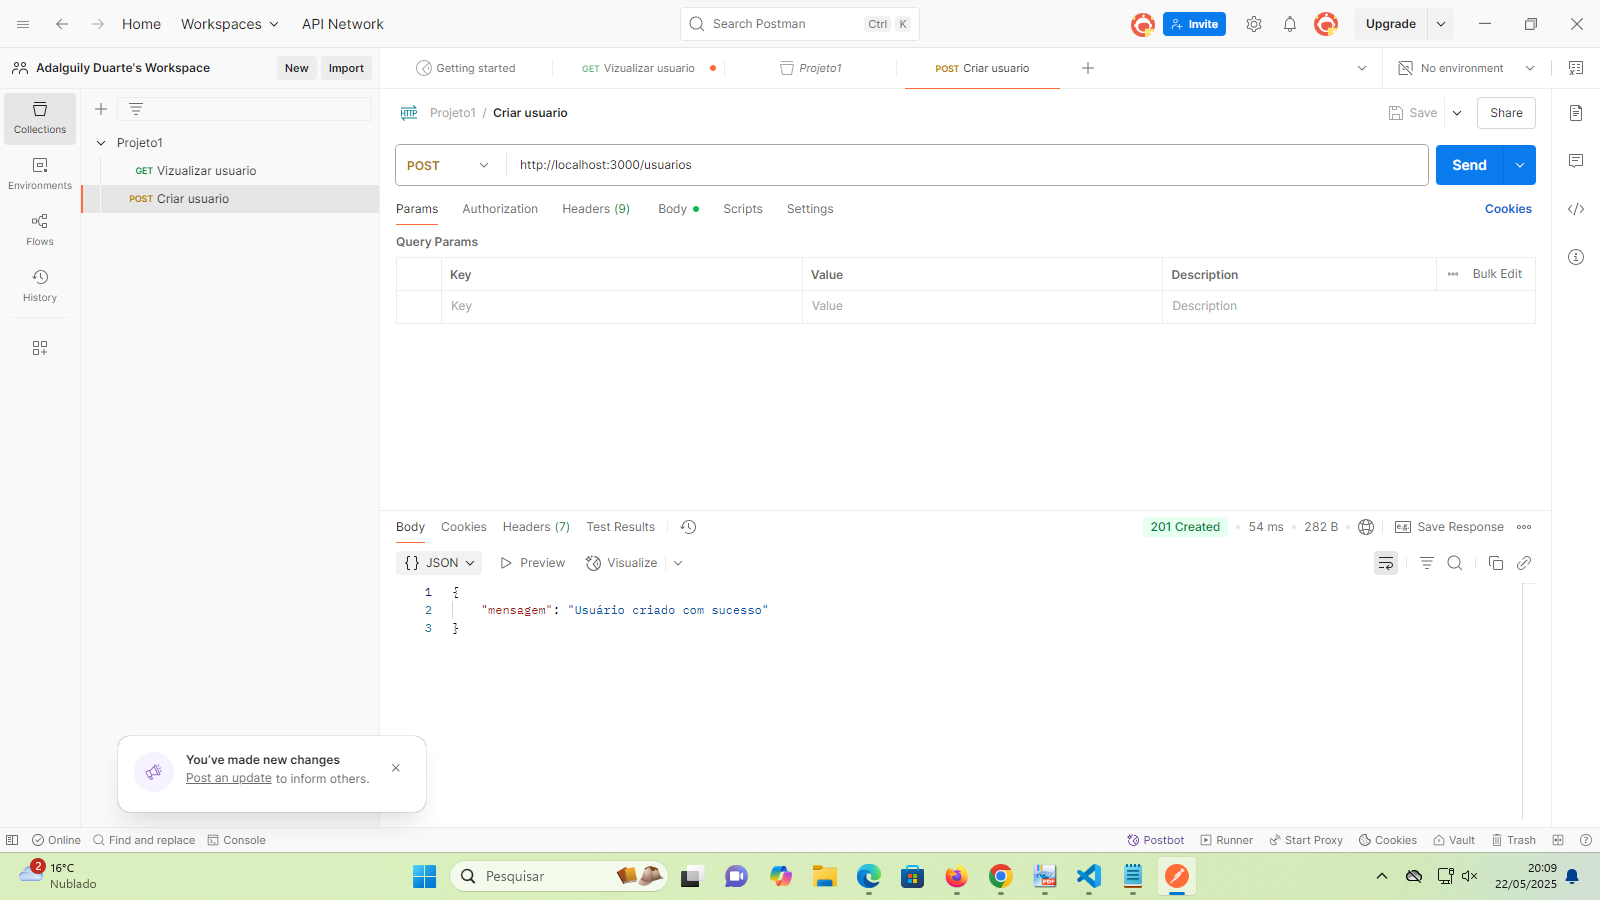 Home Workspaces API Network Search Postman Ctrl K Invite Upgrade
Adalguily Duarte's Workspace New Import Getting started GET Vizualizar usuario Projeto1 POST Criar usuario No environment
Collections
Environments
Flows
History
Projeto1
GET Vizualizar usuario
POST Criar usuario
HTTP Projeto1 / Criar usuario Save Share
POST http://localhost:3000/usuarios Send
Params Authorization Headers (9) Body Scripts Settings Cookies
Query Params
Key Value Description Bulk Edit
Key Value Description
Body Cookies Headers (7) Test Results 201 Created 54 ms 282 B e.g. Save Response
{} JSON Preview Visualize
1 {
2 "mensagem": "Usuário criado com sucesso"
3 }
You've made new changes
Post an update to inform others.
Online Find and replace Console Postbot Runner Start Proxy Cookies Vault Trash
2 16°C
Nublado
Pesquisar
PDF
20:09
22/05/2025